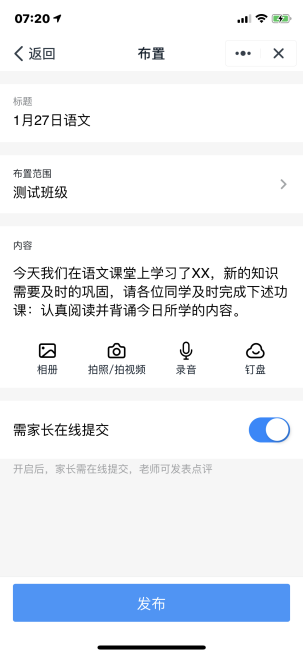 07:20
返回
布置
标题
1月27日语文
布置范围
测试班级
内容
今天我们在语文课堂上学习了XX，新的知识
需要及时的巩固，请各位同学及时完成下述功
课：认真阅读并背诵今日所学的内容。
相册 拍照/拍视频 录音 钉盘
需家长在线提交
开启后，家长需在线提交，老师可发表点评
发布